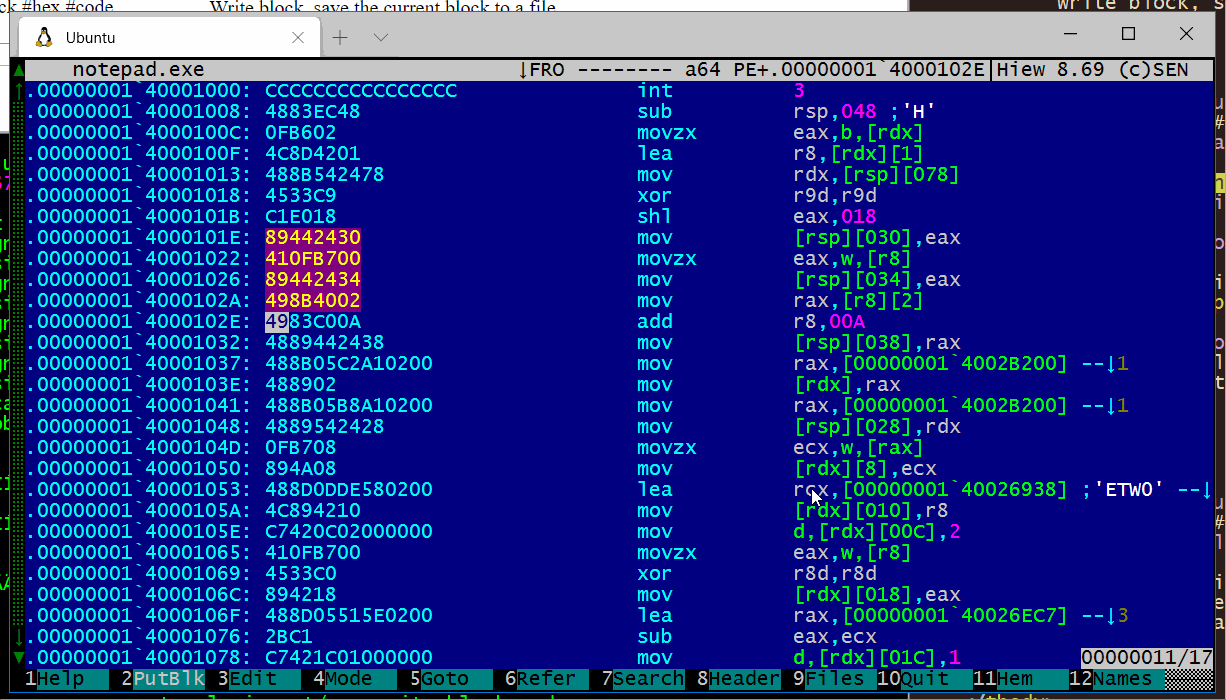 ck #hex #code Write block, save the current block to a file
write block, s
Ubuntu
notepad.exe ↓FRO -------- a64 PE+.00000001`4000102E|Hiew 8.69 (c)SEN
.00000001`40001000: CCCCCCCCCCCCCCCC int 3
.00000001`40001008: 4883EC48 sub rsp,048 ;'H'
.00000001`4000100C: 0FB602 movzx eax,b,[rdx]
.00000001`4000100F: 4C8D4201 lea r8,[rdx][1]
.00000001`40001013: 488B542478 mov rdx,[rsp][078]
.00000001`40001018: 4533C9 xor r9d,r9d
.00000001`4000101B: C1E018 shl eax,018
.00000001`4000101E: 89442430 mov [rsp][030],eax
.00000001`40001022: 410FB700 movzx eax,w,[r8]
.00000001`40001026: 89442434 mov [rsp][034],eax
.00000001`4000102A: 498B4002 mov rax,[r8][2]
.00000001`4000102E: 4983C00A add r8,00A
.00000001`40001032: 4889442438 mov [rsp][038],rax
.00000001`40001037: 488B05C2A10200 mov rax,[00000001`4002B200] --↓1
.00000001`4000103E: 488902 mov [rdx],rax
.00000001`40001041: 488B05B8A10200 mov rax,[00000001`4002B200] --↓1
.00000001`40001048: 4889542428 mov [rsp][028],rdx
.00000001`4000104D: 0FB708 movzx ecx,w,[rax]
.00000001`40001050: 894A08 mov [rdx][8],ecx
.00000001`40001053: 488D0DDE580200 lea rcx,[00000001`40026938] ;'ETW0' --↓
.00000001`4000105A: 4C894210 mov [rdx][010],r8
.00000001`4000105E: C7420C02000000 mov d,[rdx][00C],2
.00000001`40001065: 410FB700 movzx eax,w,[r8]
.00000001`40001069: 4533C0 xor r8d,r8d
.00000001`4000106C: 894218 mov [rdx][018],eax
.00000001`4000106F: 488D05515E0200 lea rax,[00000001`40026EC7] --↓3
.00000001`40001076: 2BC1 sub eax,ecx
.00000001`40001078: C7421C01000000 mov d,[rdx][01C],1 00000011/17
1Help 2PutBlk 3Edit 4Mode 5Goto 6Refer 7Search 8Header 9Files 10Quit 11Hem 12Names